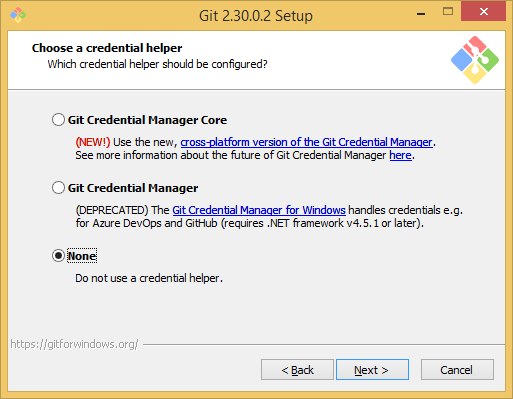 Git 2.30.0.2 Setup
Choose a credential helper
Which credential helper should be configured?
Git Credential Manager Core
(NEW!) Use the new, cross-platform version of the Git Credential Manager.
See more information about the future of Git Credential Manager here.
Git Credential Manager
(DEPRECATED) The Git Credential Manager for Windows handles credentials e.g.
for Azure DevOps and GitHub (requires .NET framework v4.5.1 or later).
None
Do not use a credential helper.
https://gitforwindows.org/
< Back Next > Cancel